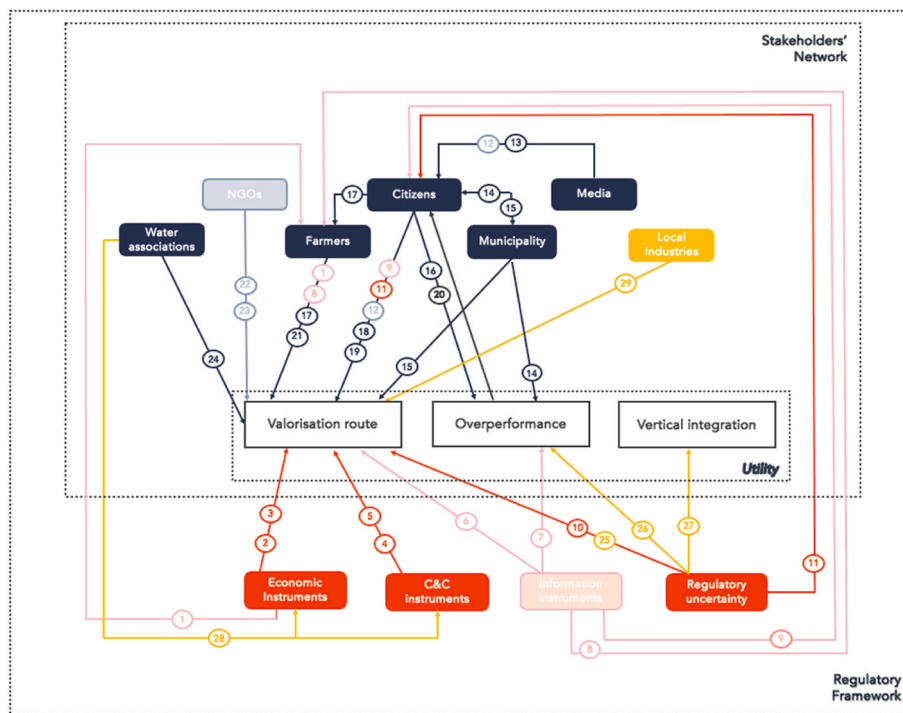 Stakeholders'
Network
12
13
NGOs
17
Citizens
14
15
Media
Water
associations
Farmers
Municipality
Local
Industries
1
8
17
21
9
11
12
18
19
16
20
29
22
23
24
15
14
Valorisation route
Overperformance
Vertical integration
Utility
3
2
5
4
6
7
10
25
26
27
11
Economic
Instruments
C&C
instruments
Information
instruments
Regulatory
uncertainty
1
28
8
9
Regulatory
Framework